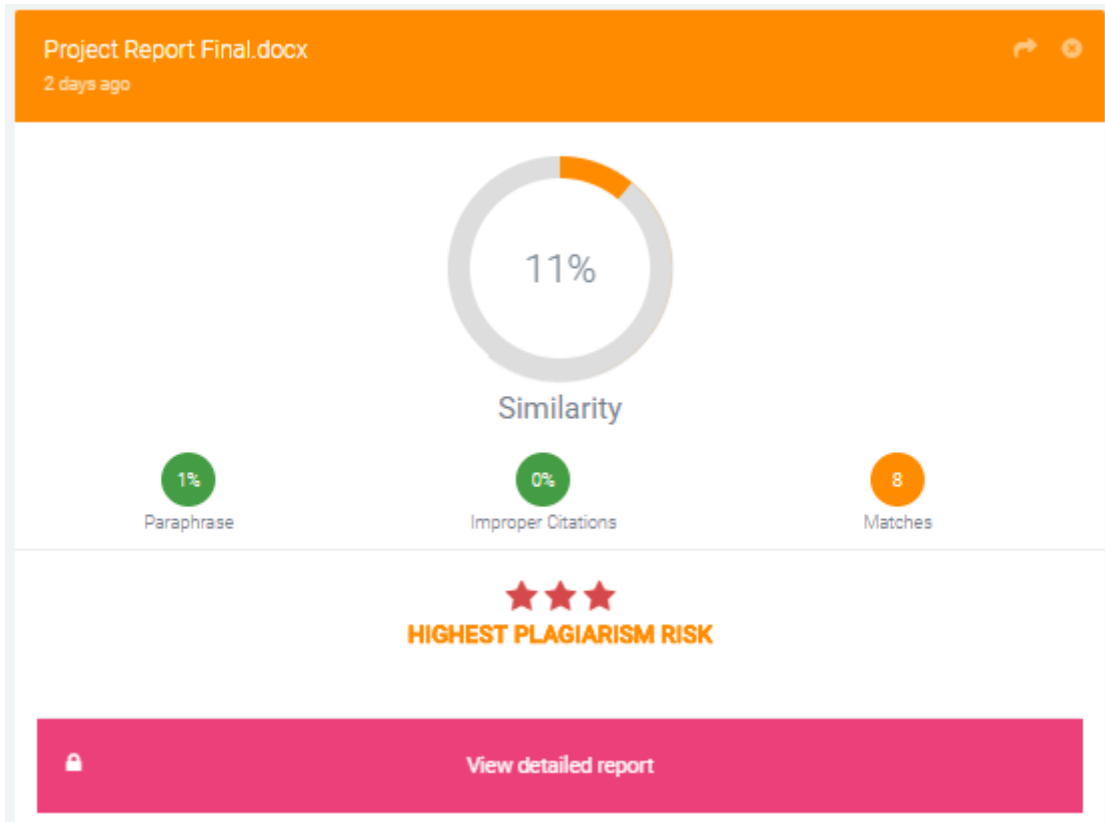 Project Report Final.docx
2 days ago
11%
Similarity
1%
Paraphrase
0%
Improper Citations
8
Matches
HIGHEST PLAGIARISM RISK
View detailed report